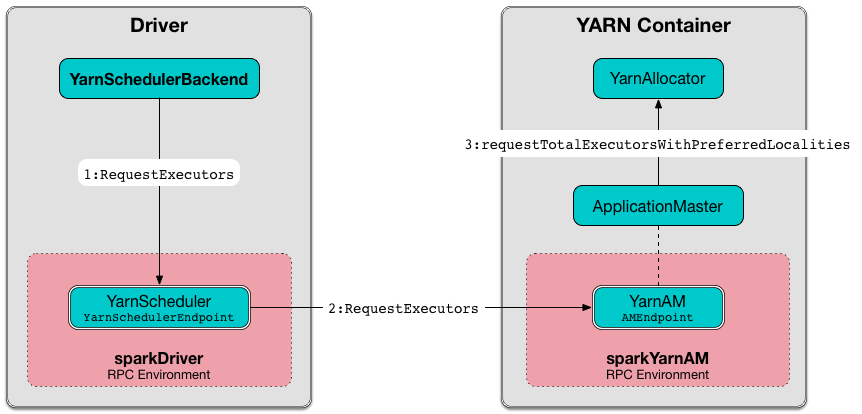 Driver
YarnSchedulerBackend
1:RequestExecutors
YarnScheduler
YarnSchedulerEndpoint
sparkDriver
RPC Environment
2:RequestExecutors
YARN Container
YarnAllocator
3:requestTotalExecutorsWithPreferredLocalities
ApplicationMaster
YarnAM
AMEndpoint
sparkYarnAM
RPC Environment